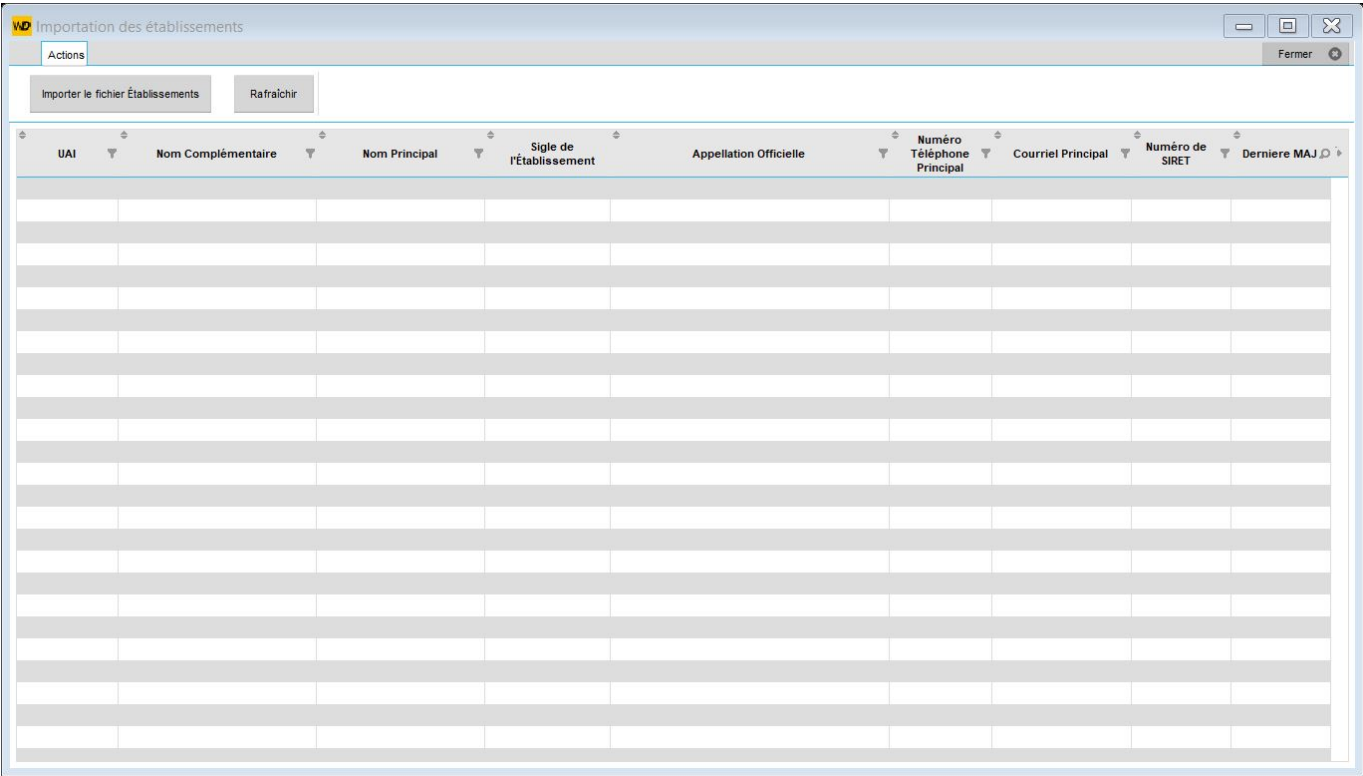 WD Importation des établissements
Actions
Fermer
Importer le fichier Établissements
Rafraîchir
UAI
Nom Complémentaire
Nom Principal
Sigle de
l'Établissement
Appellation Officielle
Numéro
Téléphone
Principal
Courriel Principal
Numéro de
SIRET
Derniere MAJ